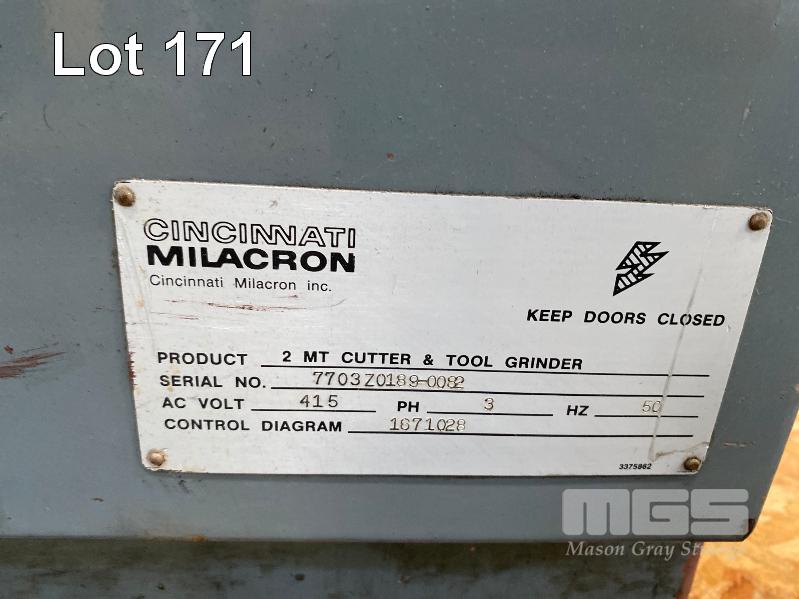 Lot 171
CINCINNATI
MILACRON
Cincinnati Milacron inc.
KEEP DOORS CLOSED
PRODUCT 2 MT CUTTER & TOOL GRINDER
SERIAL NO. 7703Z0189-0082
AC VOLT 415 PH 3 HZ 50
CONTROL DIAGRAM 1671028
3375862
MGS
Mason Gray